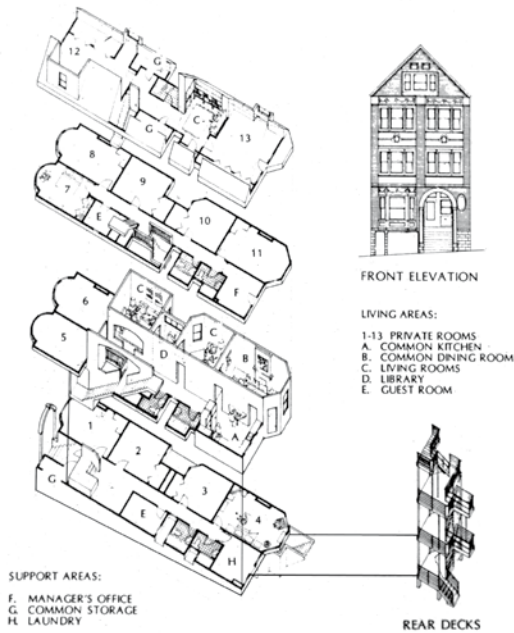 12
G
C
13
G
8
9
7
10
E
11
F
C
6
C
D
B
5
A
1
2
3
G
4
E
H
FRONT ELEVATION
LIVING AREAS:
1-13 PRIVATE ROOMS
A. COMMON KITCHEN
B. COMMON DINING ROOM
C. LIVING ROOMS
D. LIBRARY
E. GUEST ROOM
SUPPORT AREAS:
F. MANAGER'S OFFICE
G. COMMON STORAGE
H. LAUNDRY
REAR DECKS